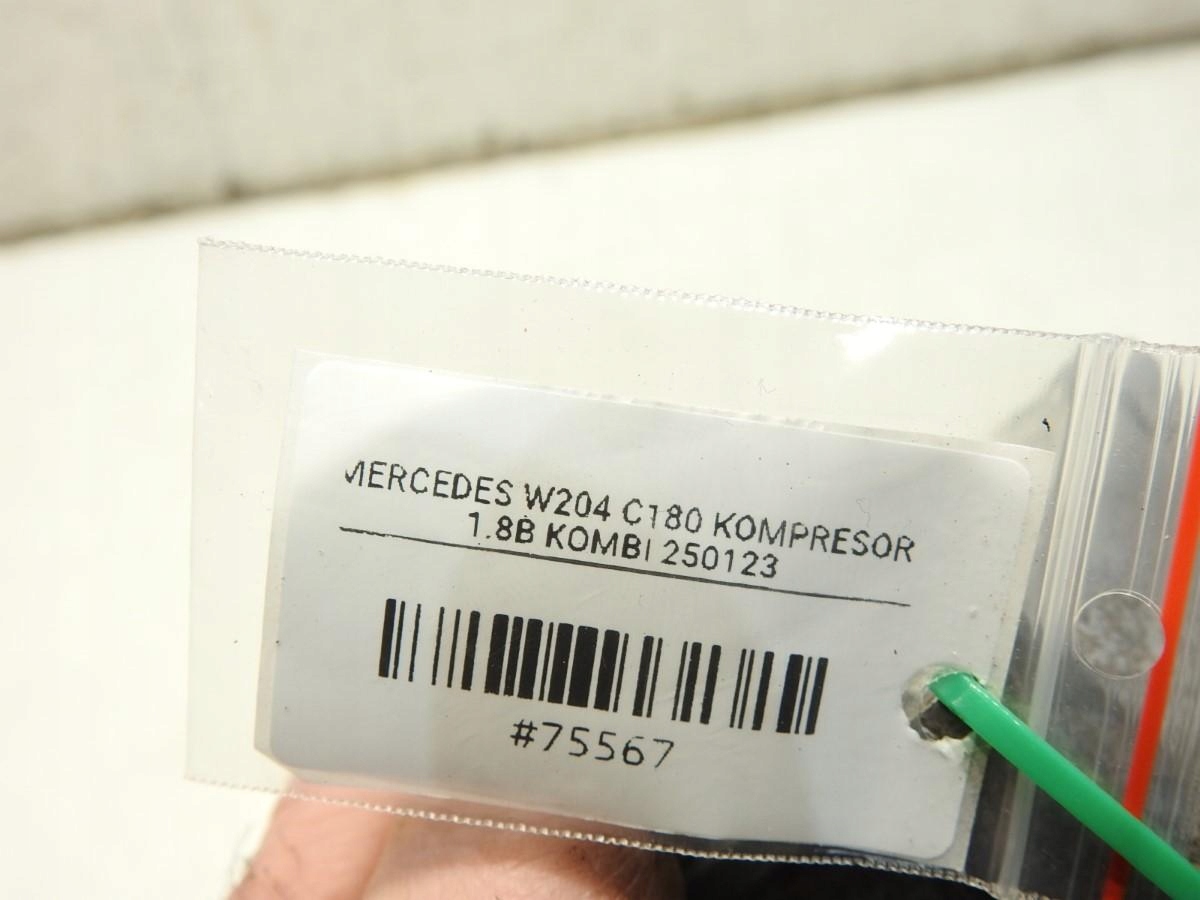 MERCEDES W204 C180 KOMPRESOR
1.8B KOMBI 250123
#75567